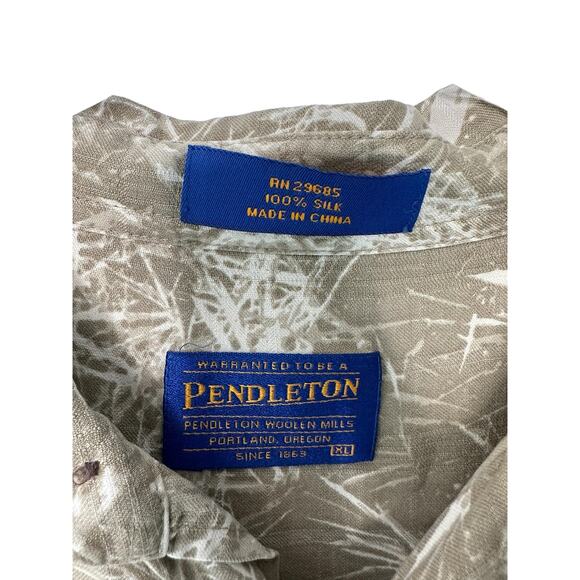 RN 29685
100% SILK
MADE IN CHINA
WARRANTED TO BE A
PENDLETON
PENDLETON WOOLEN MILLS
PORTLAND, OREGON
SINCE 1863 XL